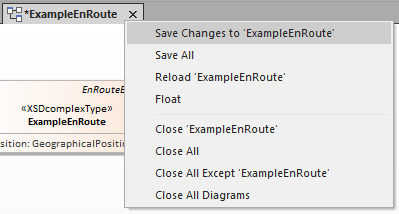 *ExampleEnRoute
Save Changes to 'ExampleEnRoute'
Save All
Reload 'ExampleEnRoute'
Float
Close 'ExampleEnRoute'
Close All
Close All Except 'ExampleEnRoute'
Close All Diagrams
EnRouteE
«XSDcomplexType»
ExampleEnRoute
sition: GeographicalPositio